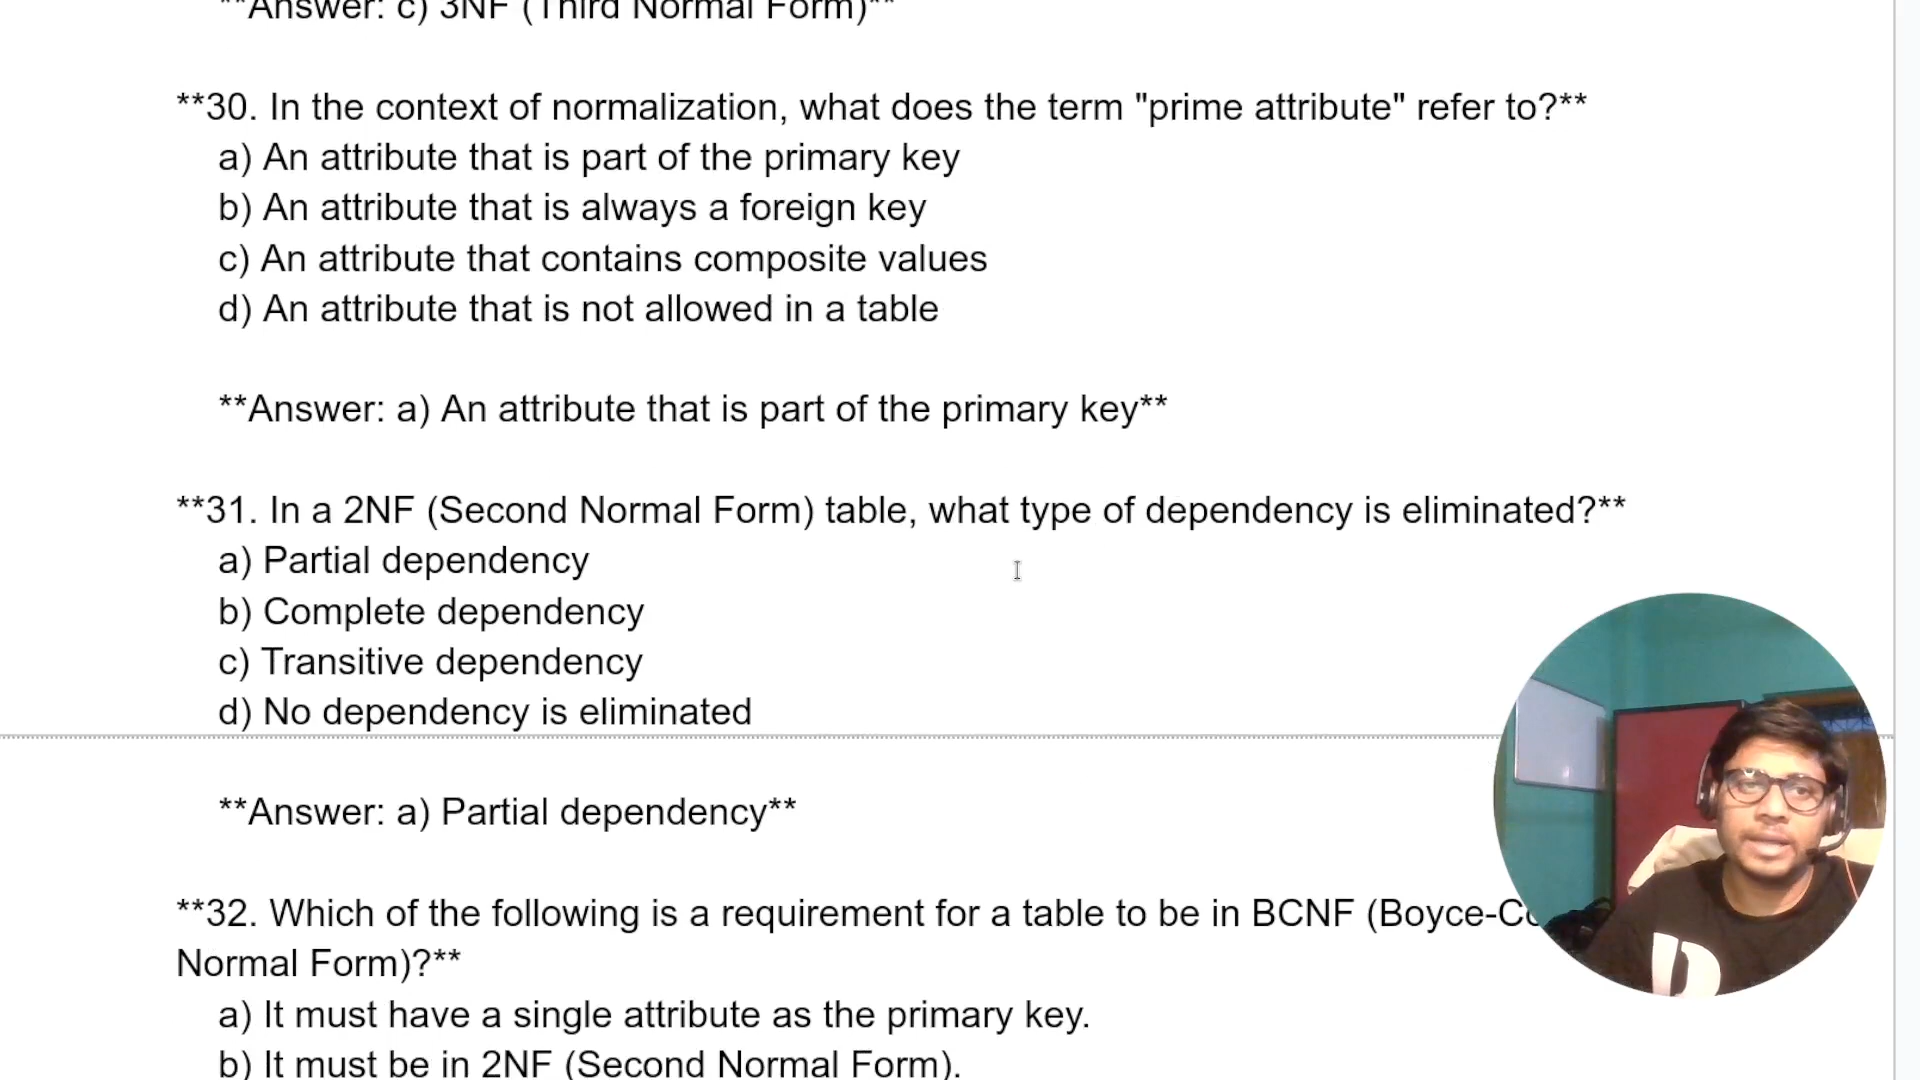 **Answer: c) 3NF (Third Normal Form)**
**30. In the context of normalization, what does the term "prime attribute" refer to?**
a) An attribute that is part of the primary key
b) An attribute that is always a foreign key
c) An attribute that contains composite values
d) An attribute that is not allowed in a table
**Answer: a) An attribute that is part of the primary key**
**31. In a 2NF (Second Normal Form) table, what type of dependency is eliminated?**
a) Partial dependency
b) Complete dependency
c) Transitive dependency
d) No dependency is eliminated
**Answer: a) Partial dependency**
**32. Which of the following is a requirement for a table to be in BCNF (Boyce-Co
Normal Form)?**
a) It must have a single attribute as the primary key.
b) It must be in 2NF (Second Normal Form).